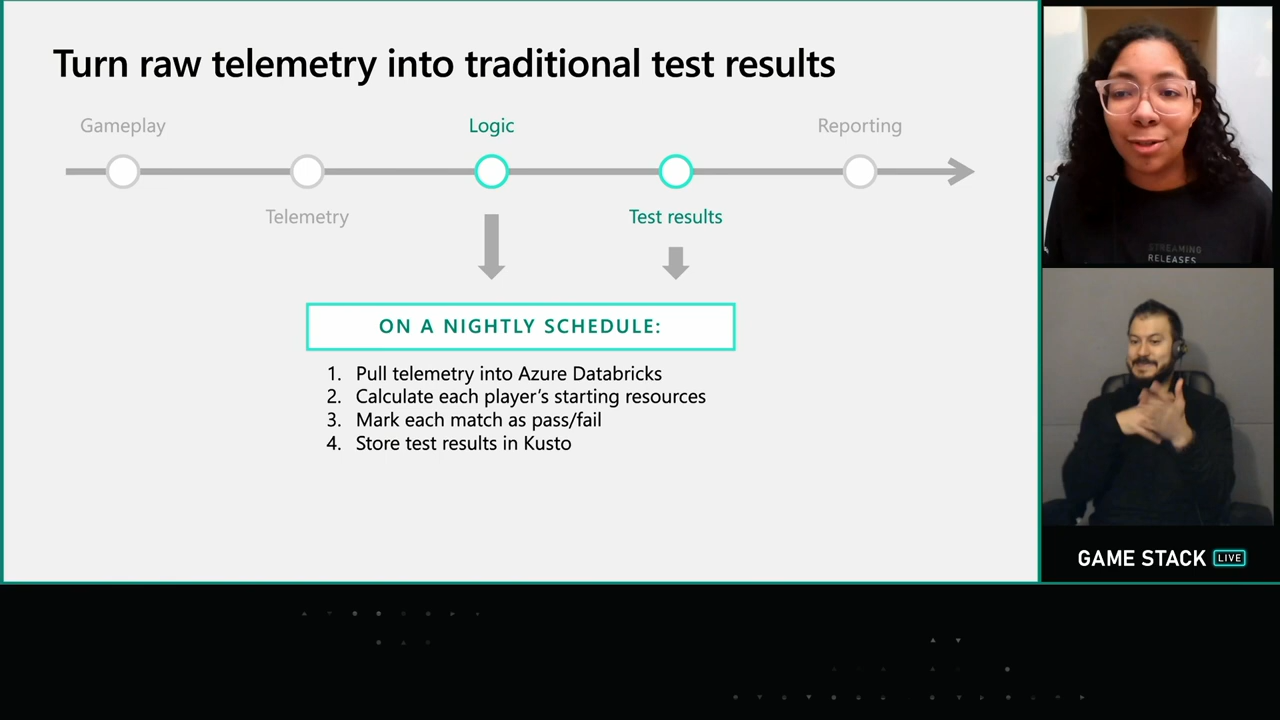 Turn raw telemetry into traditional test results
Gameplay
Logic
Reporting
Telemetry
Test results
ON A NIGHTLY SCHEDULE:
1. Pull telemetry into Azure Databricks
2. Calculate each player's starting resources
3. Mark each match as pass/fail
4. Store test results in Kusto
STREAMING
RELEASES
GAME STACK LIVE